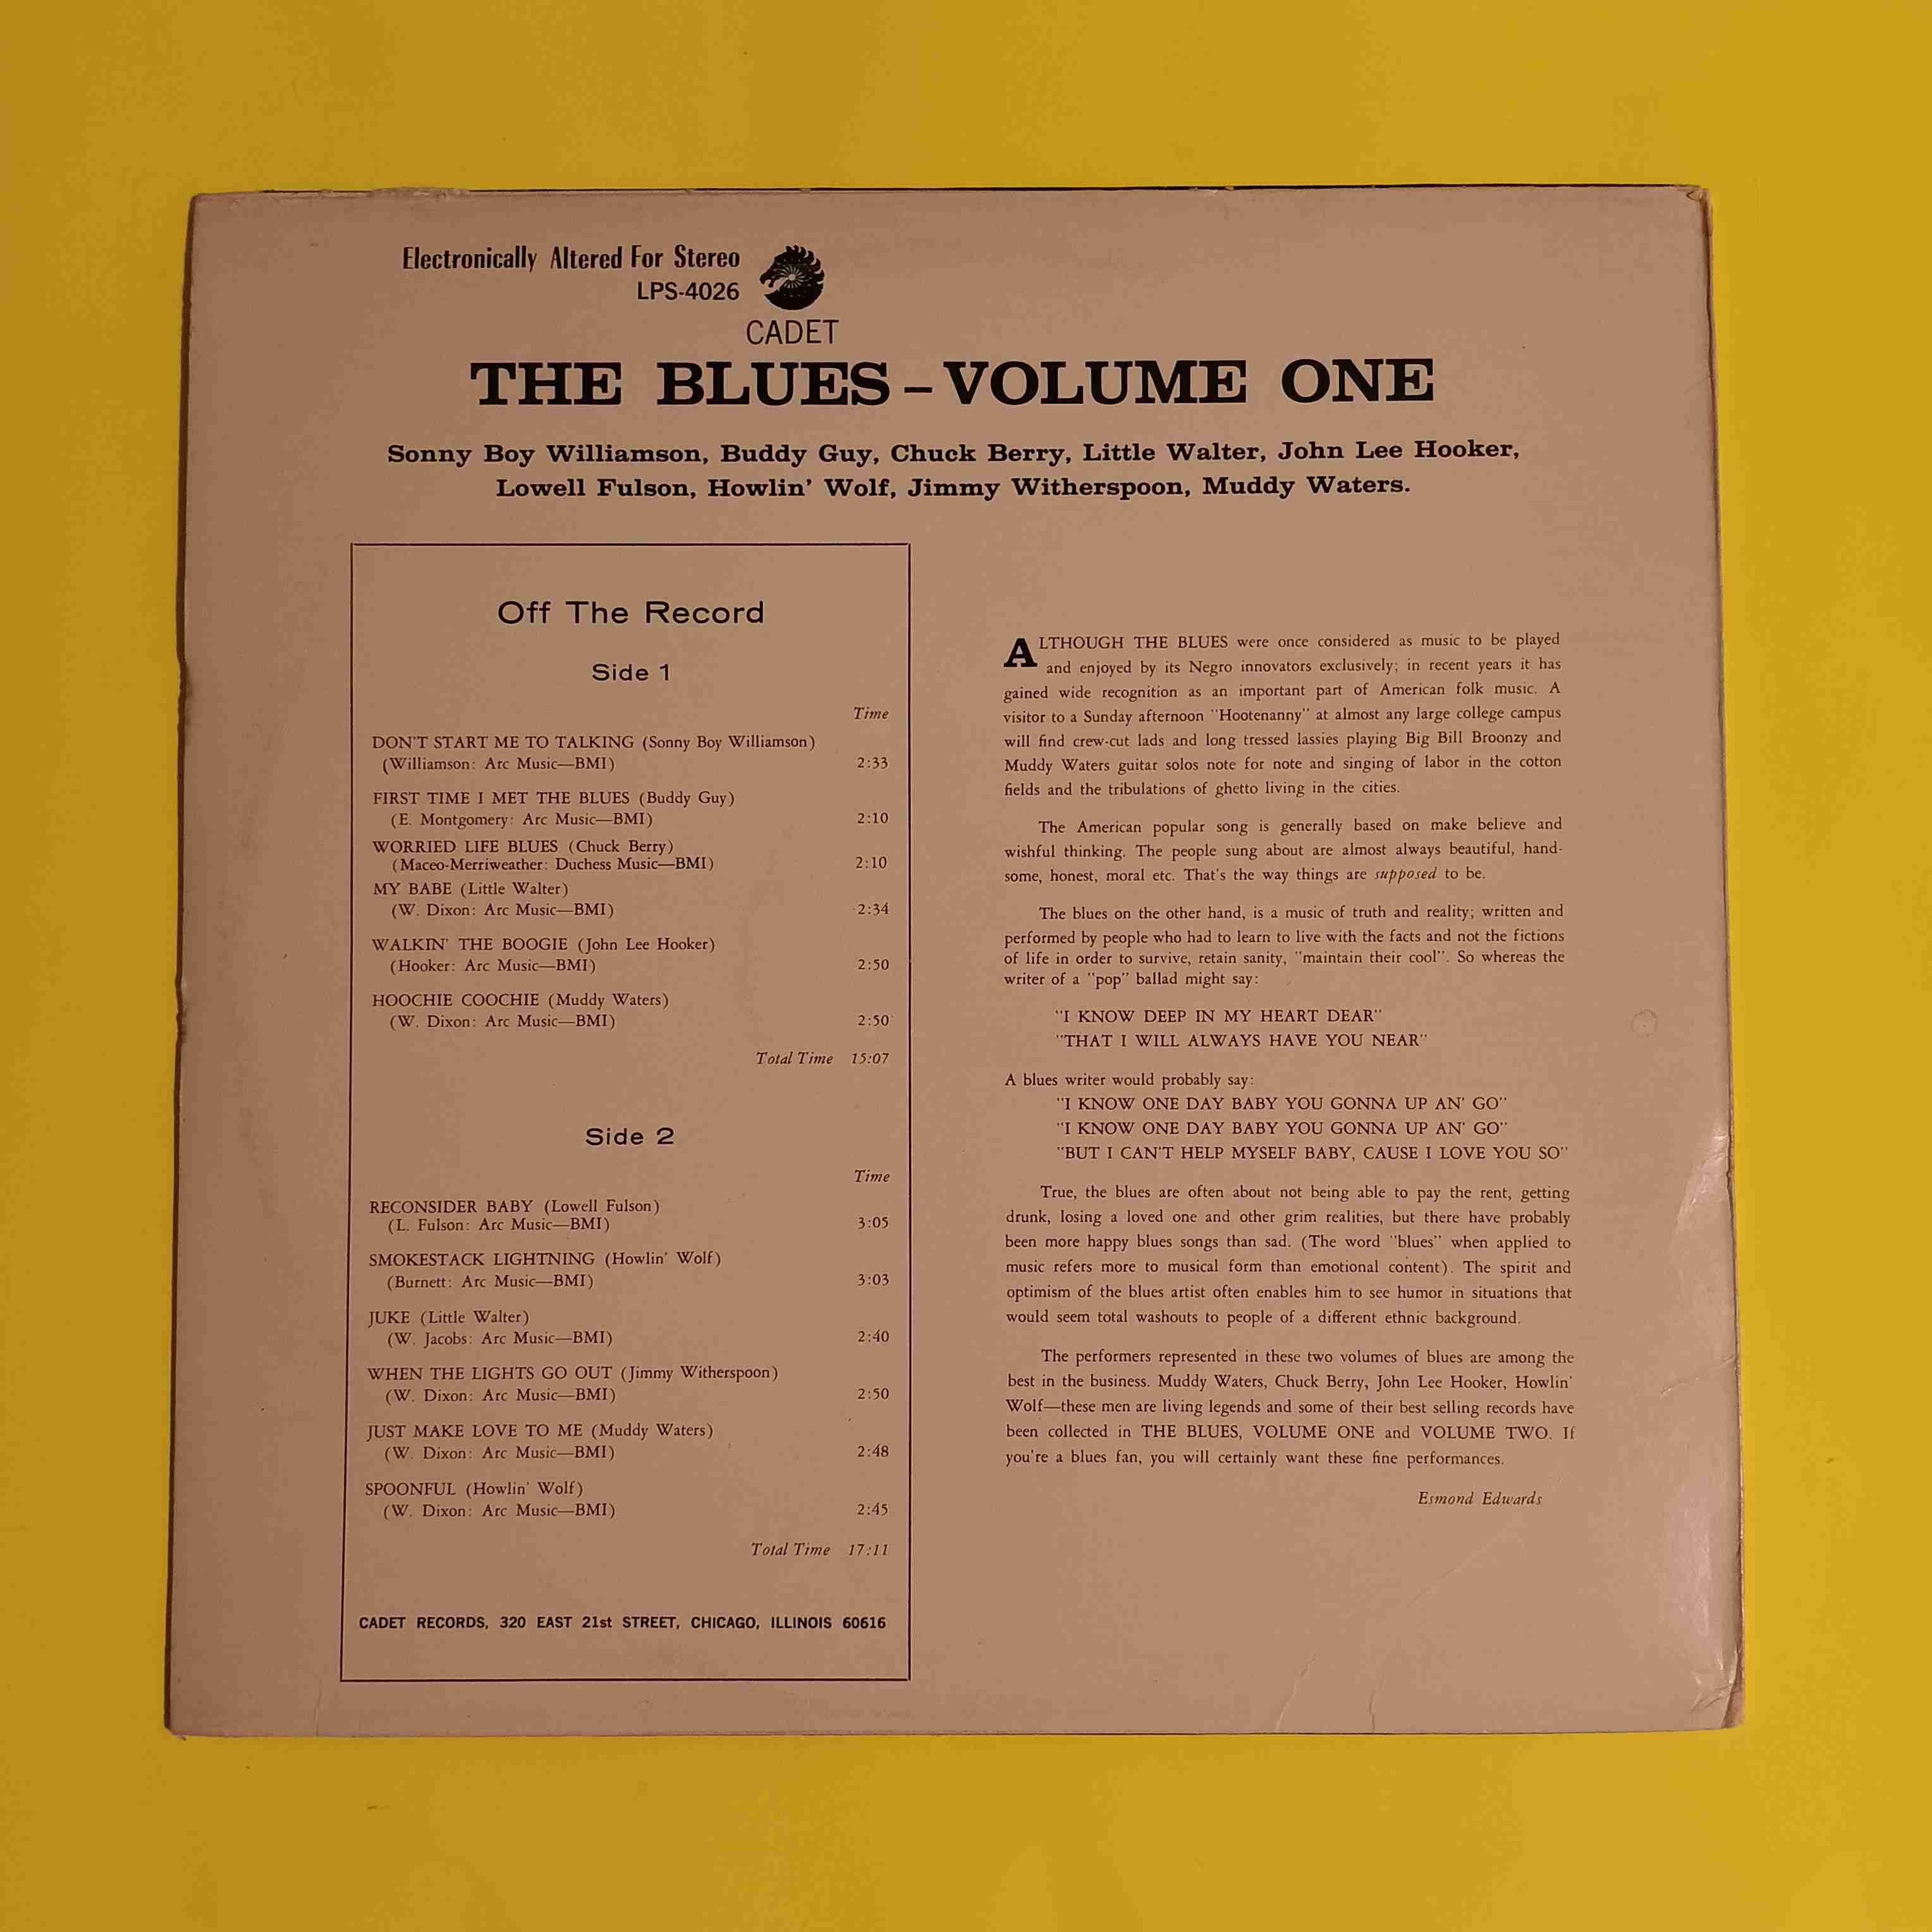 Electronically Altered For Stereo
LPS-4026
CADET
THE BLUES – VOLUME ONE
Sonny Boy Williamson, Buddy Guy, Chuck Berry, Little Walter, John Lee Hooker,
Lowell Fulson, Howlin' Wolf, Jimmy Witherspoon, Muddy Waters.
Off The Record
Side 1
Time
DON'T START ME TO TALKING (Sonny Boy Williamson)
(Williamson: Arc Music—BMI) 2:33
FIRST TIME I MET THE BLUES (Buddy Guy)
(E. Montgomery: Arc Music—BMI) 2:10
WORRIED LIFE BLUES (Chuck Berry)
(Maceo-Merriweather: Duchess Music—BMI) 2:10
MY BABE (Little Walter)
(W. Dixon: Arc Music—BMI) 2:34
WALKIN' THE BOOGIE (John Lee Hooker)
(Hooker: Arc Music—BMI) 2:50
HOOCHIE COOCHIE (Muddy Waters)
(W. Dixon: Arc Music—BMI) 2:50
Total Time 15:07
Side 2
Time
RECONSIDER BABY (Lowell Fulson)
(L. Fulson: Arc Music—BMI) 3:05
SMOKESTACK LIGHTNING (Howlin' Wolf)
(Burnett: Arc Music—BMI) 3:03
JUKE (Little Walter)
(W. Jacobs: Arc Music—BMI) 2:40
WHEN THE LIGHTS GO OUT (Jimmy Witherspoon)
(W. Dixon: Arc Music—BMI) 2:50
JUST MAKE LOVE TO ME (Muddy Waters)
(W. Dixon: Arc Music—BMI) 2:48
SPOONFUL (Howlin' Wolf)
(W. Dixon: Arc Music—BMI) 2:45
Total Time 17:11
CADET RECORDS, 320 EAST 21st STREET, CHICAGO, ILLINOIS 60616
ALTHOUGH THE BLUES were once considered as music to be played
and enjoyed by its Negro innovators exclusively; in recent years it has
gained wide recognition as an important part of American folk music. A
visitor to a Sunday afternoon "Hootenanny" at almost any large college campus
will find crew-cut lads and long tressed lassies playing Big Bill Broonzy and
Muddy Waters guitar solos note for note and singing of labor in the cotton
fields and the tribulations of ghetto living in the cities.
The American popular song is generally based on make believe and
wishful thinking. The people sung about are almost always beautiful, hand-
some, honest, moral etc. That's the way things are supposed to be.
The blues on the other hand, is a music of truth and reality; written and
performed by people who had to learn to live with the facts and not the fictions
of life in order to survive, retain sanity, "maintain their cool". So whereas the
writer of a "pop" ballad might say:
"I KNOW DEEP IN MY HEART DEAR"
"THAT I WILL ALWAYS HAVE YOU NEAR"
A blues writer would probably say:
"I KNOW ONE DAY BABY YOU GONNA UP AN' GO"
"I KNOW ONE DAY BABY YOU GONNA UP AN' GO"
"BUT I CAN'T HELP MYSELF BABY, CAUSE I LOVE YOU SO"
True, the blues are often about not being able to pay the rent, getting
drunk, losing a loved one and other grim realities, but there have probably
been more happy blues songs than sad. (The word "blues" when applied to
music refers more to musical form than emotional content). The spirit and
optimism of the blues artist often enables him to see humor in situations that
would seem total washouts to people of a different ethnic background.
The performers represented in these two volumes of blues are among the
best in the business. Muddy Waters, Chuck Berry, John Lee Hooker, Howlin'
Wolf—these men are living legends and some of their best selling records have
been collected in THE BLUES, VOLUME ONE and VOLUME TWO. If
you're a blues fan, you will certainly want these fine performances.
Esmond Edwards